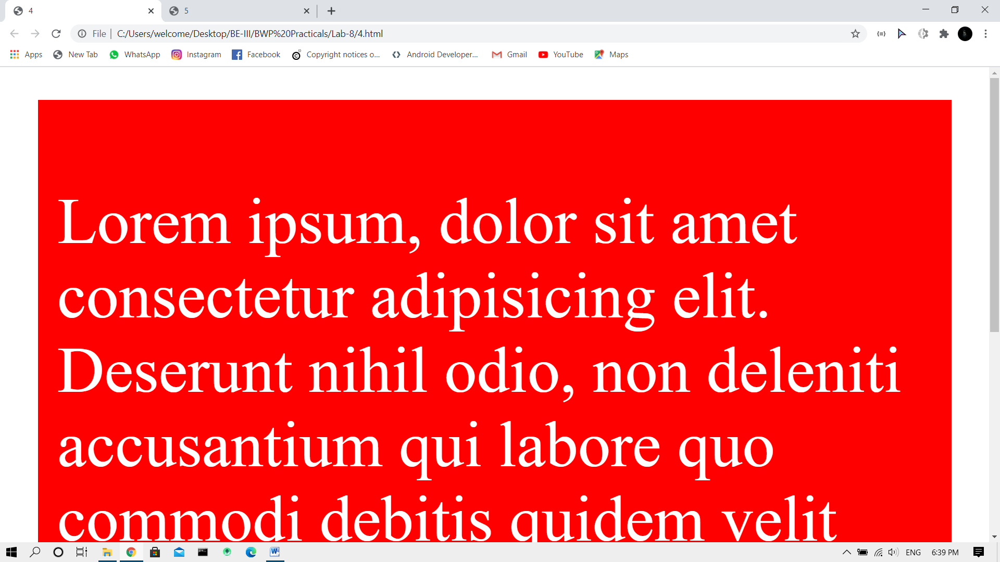 4
5
File
C:/Users/welcome/Desktop/BE-III/BWP%20Practicals/Lab-8/4.html
Apps
New Tab
WhatsApp
Instagram
Facebook
Copyright notices o...
Android Developer...
Gmail
YouTube
Maps
Lorem ipsum, dolor sit amet
consectetur adipisicing elit.
Deserunt nihil odio, non deleniti
accusantium qui labore quo
commodi debitis quidem velit
ENG
6:39 PM